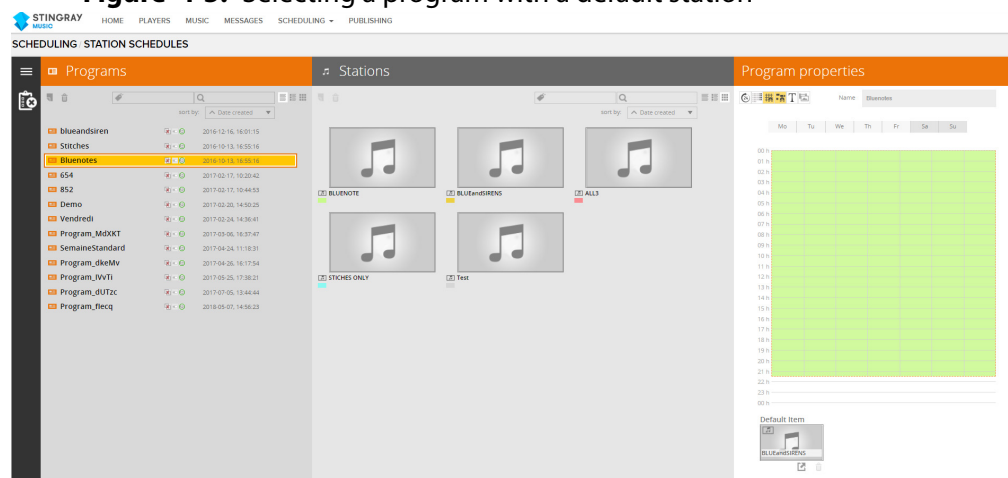 Figure 4-3: Selecting a program with a default station
STINGRAY MUSIC HOME PLAYERS MUSIC MESSAGES SCHEDULING PUBLISHING
SCHEDULING / STATION SCHEDULES
Programs
sort by: Date created
blueandsiren 2016-12-16, 16:01:15
Stitches 2016-10-13, 16:55:16
Bluenotes 2016-10-13, 16:55:16
654 2017-02-17, 10:20:42
852 2017-02-17, 10:44:53
Demo 2017-02-20, 14:50:25
Vendredi 2017-02-24, 14:36:41
Program_MdXKT 2017-03-06, 16:37:47
SemaineStandard 2017-04-24, 11:18:31
Program_dkeMv 2017-04-26, 16:17:54
Program_IVvTi 2017-05-25, 17:38:21
Program_dUTzc 2017-07-05, 13:44:44
Program_flecq 2018-05-07, 14:56:23
Stations
sort by: Date created
BLUENOTE BLUEandSIRENS ALL3
STICHES ONLY Test
Program properties
Name Bluenotes
Mo Tu We Th Fr Sa Su
00 h
01 h
02 h
03 h
04 h
05 h
06 h
07 h
08 h
09 h
10 h
11 h
12 h
13 h
14 h
15 h
16 h
17 h
18 h
19 h
20 h
21 h
22 h
23 h
00 h
Default Item
BLUEandSIRENS